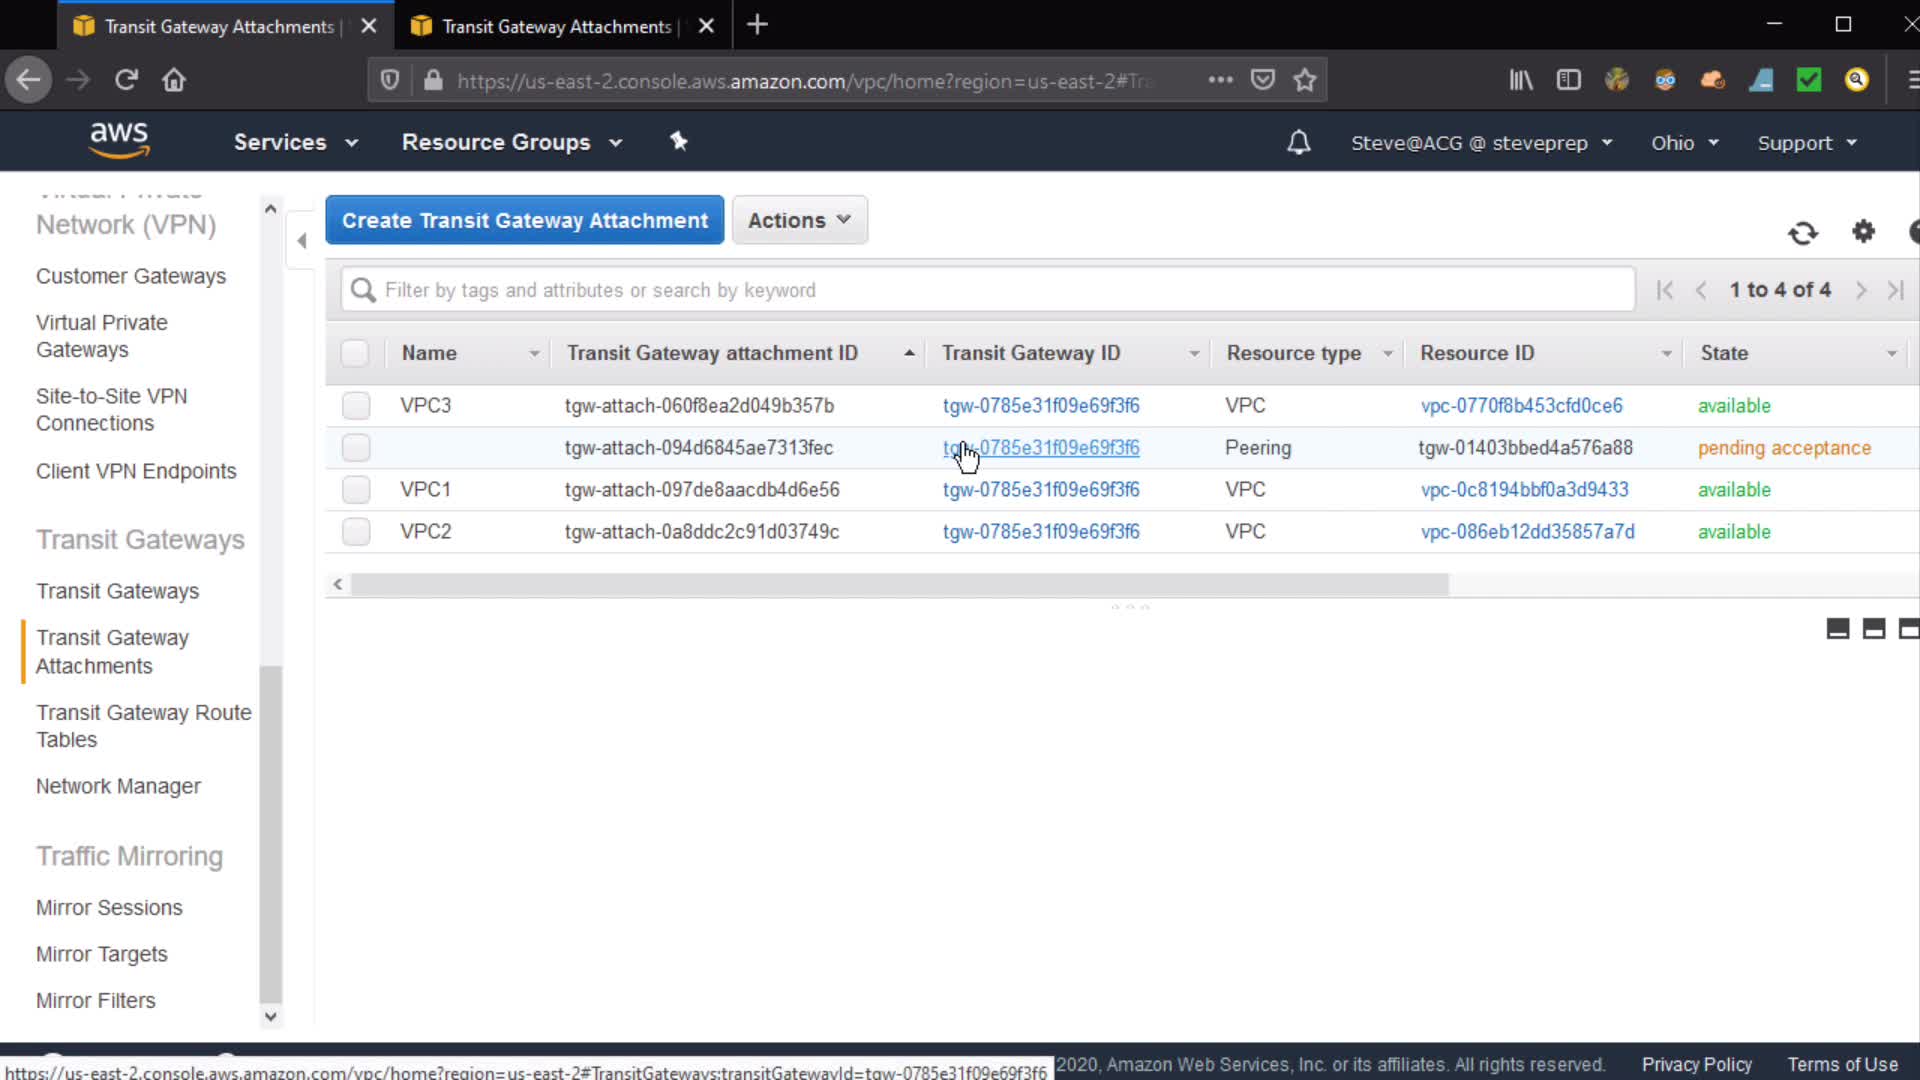 Transit Gateway Attachments |
Transit Gateway Attachments |
https://us-east-2.console.aws.amazon.com/vpc/home?region=us-east-2#Tra
aws
Services
Resource Groups
Steve@ACG @ steveprep
Ohio
Support
Virtual Private
Network (VPN)
Customer Gateways
Virtual Private
Gateways
Site-to-Site VPN
Connections
Client VPN Endpoints
Transit Gateways
Transit Gateways
Transit Gateway
Attachments
Transit Gateway Route
Tables
Network Manager
Traffic Mirroring
Mirror Sessions
Mirror Targets
Mirror Filters
Create Transit Gateway Attachment
Actions
Filter by tags and attributes or search by keyword
1 to 4 of 4
Name Transit Gateway attachment ID Transit Gateway ID Resource type Resource ID State
VPC3 tgw-attach-060f8ea2d049b357b tgw-0785e31f09e69f3f6 VPC vpc-0770f8b453cfd0ce6 available
tgw-attach-094d6845ae7313fec tgw-0785e31f09e69f3f6 Peering tgw-01403bbed4a576a88 pending acceptance
VPC1 tgw-attach-097de8aacdb4d6e56 tgw-0785e31f09e69f3f6 VPC vpc-0c8194bbf0a3d9433 available
VPC2 tgw-attach-0a8ddc2c91d03749c tgw-0785e31f09e69f3f6 VPC vpc-086eb12dd35857a7d available
https://us-east-2.console.aws.amazon.com/vpc/home?region=us-east-2#TransitGateways:transitGatewayId=tgw-0785e31f09e69f3f6
2020, Amazon Web Services, Inc. or its affiliates. All rights reserved.
Privacy Policy
Terms of Use